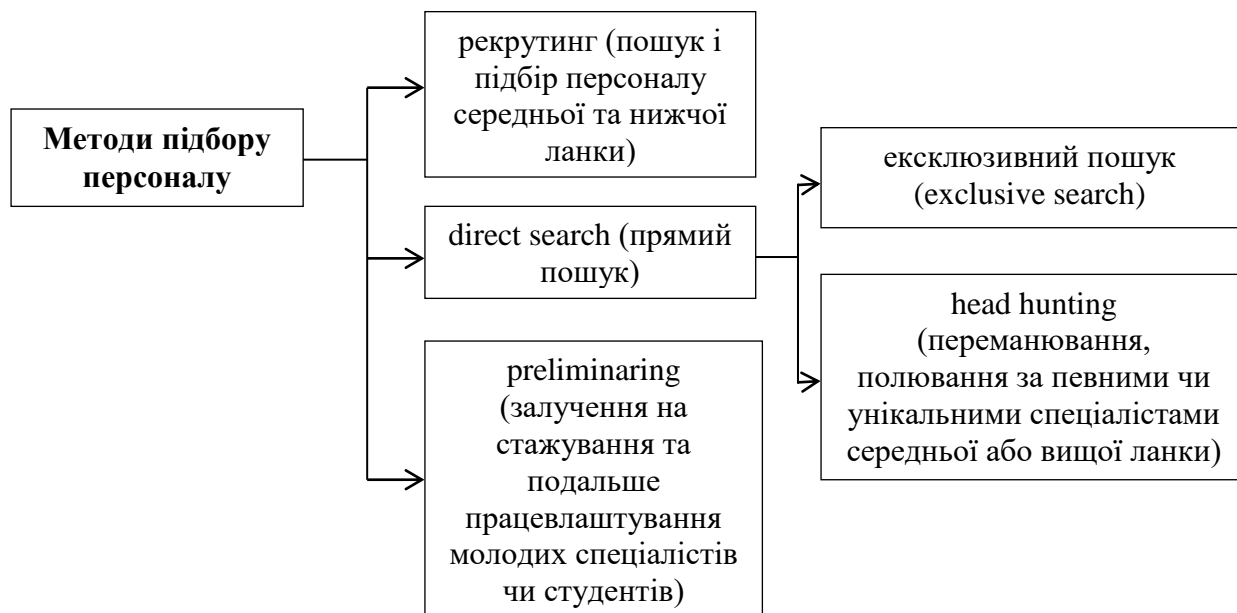 Методи підбору
персоналу
рекрутинг (пошук і
підбір персоналу
середньої та нижчої
ланки)
direct search (прямий
пошук)
preliminaring
(залучення на
стажування та
подальше
працевлаштування
молодих спеціалістів
чи студентів)
ексклюзивний пошук
(exclusive search)
head hunting
(переманювання,
полювання за певними чи
унікальними спеціалістами
середньої або вищої ланки)